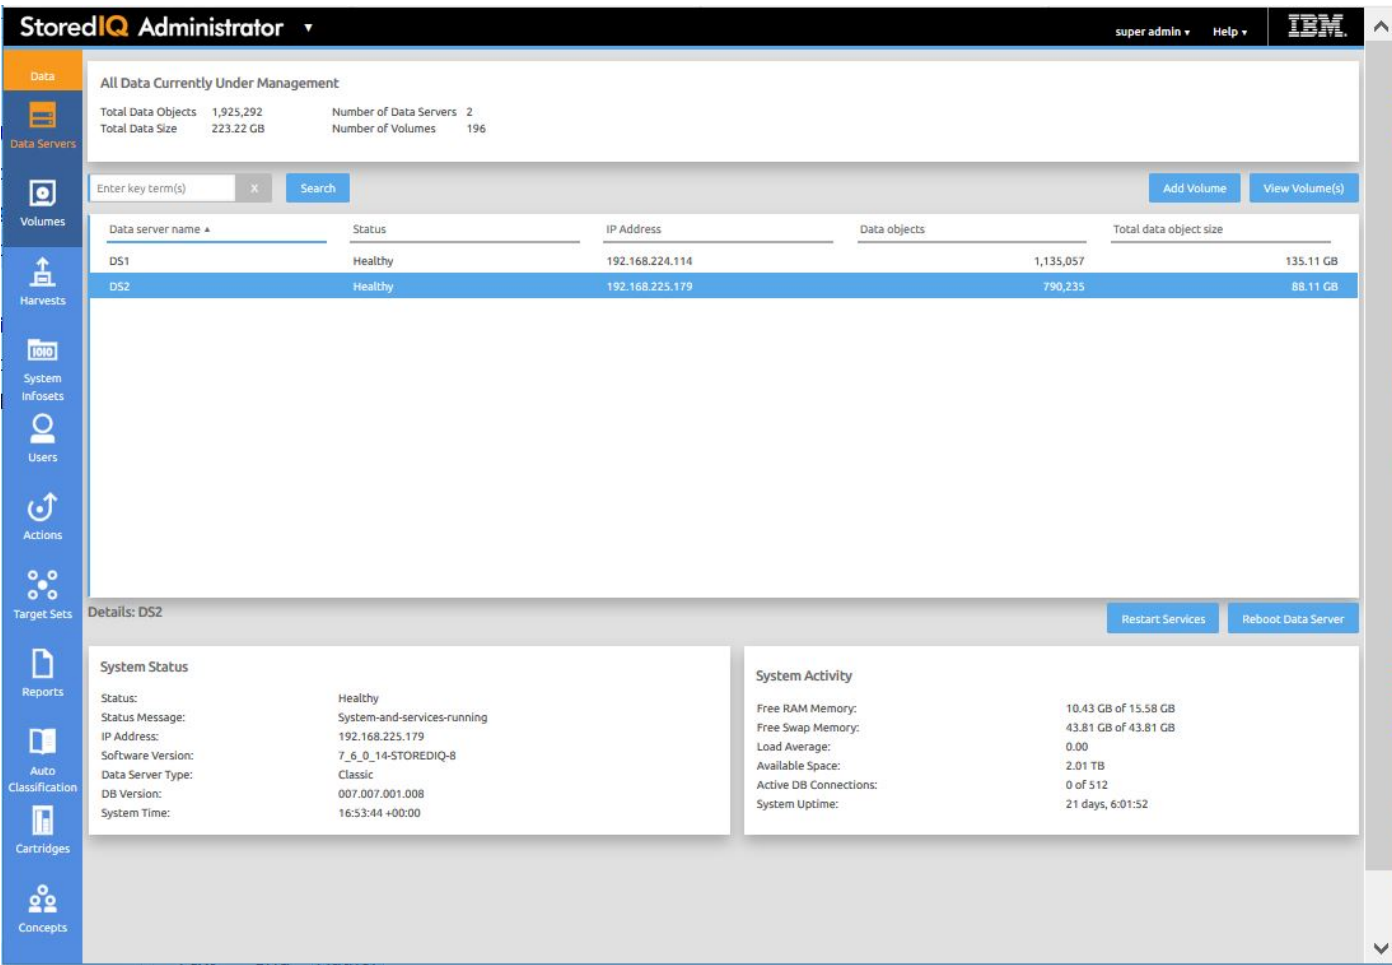 StoredIQ Administrator ▼
super admin ▾ Help ▾ IBM.
Data
Data Servers
Volumes
Harvests
1010
System
Infosets
Users
Actions
Target Sets
Reports
Auto
Classification
Cartridges
Concepts
All Data Currently Under Management
Total Data Objects 1,925,292 Number of Data Servers 2
Total Data Size 223.22 GB Number of Volumes 196
Enter key term(s) X Search Add Volume View Volume(s)
Data server name ▴ Status IP Address Data objects Total data object size
DS1 Healthy 192.168.224.114 1,135,057 135.11 GB
DS2 Healthy 192.168.225.179 790,235 88.11 GB
Details: DS2 Restart Services Reboot Data Server
System Status
Status: Healthy
Status Message: System-and-services-running
IP Address: 192.168.225.179
Software Version: 7_6_0_14-STOREDIQ-8
Data Server Type: Classic
DB Version: 007.007.001.008
System Time: 16:53:44 +00:00
System Activity
Free RAM Memory: 10.43 GB of 15.58 GB
Free Swap Memory: 43.81 GB of 43.81 GB
Load Average: 0.00
Available Space: 2.01 TB
Active DB Connections: 0 of 512
System Uptime: 21 days, 6:01:52